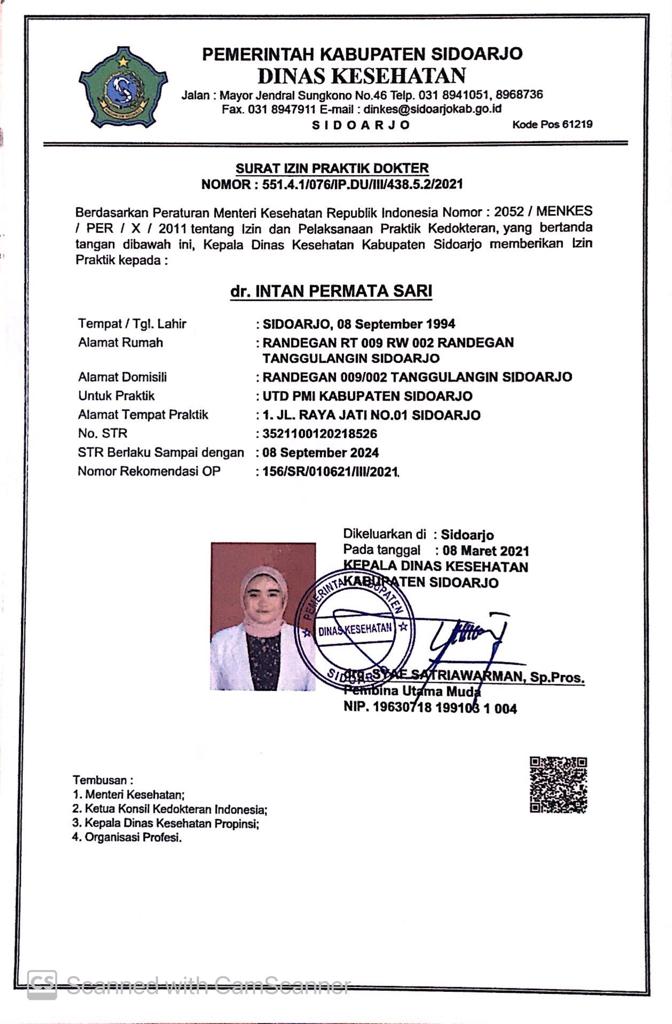 PEMERINTAH KABUPATEN SIDOARJO
DINAS KESEHATAN
Jalan : Mayor Jendral Sungkono No.46 Telp. 031 8941051, 8968736
Fax. 031 8947911 E-mail : dinkes@sidoarjokab.go.id
S I D O A R J O Kode Pos 61219
SURAT IZIN PRAKTIK DOKTER
NOMOR : 551.4.1/076/IP.DU/III/438.5.2/2021
Berdasarkan Peraturan Menteri Kesehatan Republik Indonesia Nomor : 2052 / MENKES
/ PER / X / 2011 tentang Izin dan Pelaksanaan Praktik Kedokteran, yang bertanda
tangan dibawah ini, Kepala Dinas Kesehatan Kabupaten Sidoarjo memberikan Izin
Praktik kepada :
dr. INTAN PERMATA SARI
Tempat / Tgl. Lahir : SIDOARJO, 08 September 1994
Alamat Rumah : RANDEGAN RT 009 RW 002 RANDEGAN
TANGGULANGIN SIDOARJO
Alamat Domisili : RANDEGAN 009/002 TANGGULANGIN SIDOARJO
Untuk Praktik : UTD PMI KABUPATEN SIDOARJO
Alamat Tempat Praktik : 1. JL. RAYA JATI NO.01 SIDOARJO
No. STR : 3521100120218526
STR Berlaku Sampai dengan : 08 September 2024
Nomor Rekomendasi OP : 156/SR/010621/III/2021.
Dikeluarkan di : Sidoarjo
Pada tanggal : 08 Maret 2021
KEPALA DINAS KESEHATAN
KABUPATEN SIDOARJO
PEMERINTAH KABUPATEN
DINAS KESEHATAN
SIDOARJO
SATRIAWARMAN, Sp.Pros.
Pembina Utama Muda
NIP. 19630718 199103 1 004
Tembusan :
1. Menteri Kesehatan;
2. Ketua Konsil Kedokteran Indonesia;
3. Kepala Dinas Kesehatan Propinsi;
4. Organisasi Profesi.
CS Scanned with CamScanner